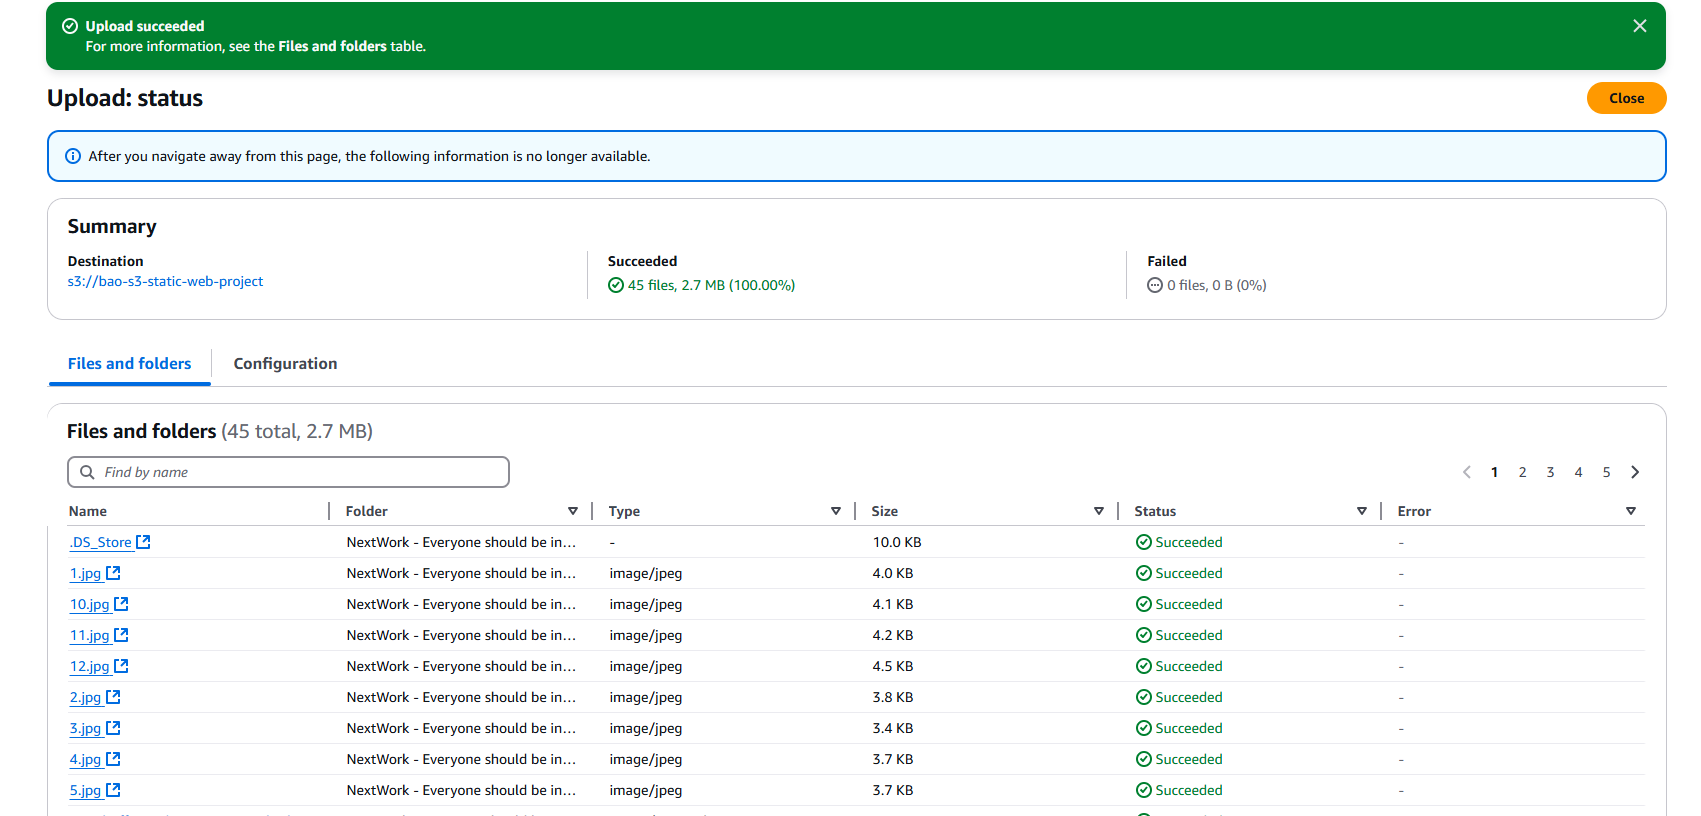 Upload succeeded
For more information, see the Files and folders table.
Upload: status
Close
After you navigate away from this page, the following information is no longer available.
Summary
Destination
s3://bao-s3-static-web-project
Succeeded
45 files, 2.7 MB (100.00%)
Failed
0 files, 0 B (0%)
Files and folders
Configuration
Files and folders (45 total, 2.7 MB)
Find by name
1 2 3 4 5
Name Folder Type Size Status Error
.DS_Store NextWork - Everyone should be in... - 10.0 KB Succeeded -
1.jpg NextWork - Everyone should be in... image/jpeg 4.0 KB Succeeded -
10.jpg NextWork - Everyone should be in... image/jpeg 4.1 KB Succeeded -
11.jpg NextWork - Everyone should be in... image/jpeg 4.2 KB Succeeded -
12.jpg NextWork - Everyone should be in... image/jpeg 4.5 KB Succeeded -
2.jpg NextWork - Everyone should be in... image/jpeg 3.8 KB Succeeded -
3.jpg NextWork - Everyone should be in... image/jpeg 3.4 KB Succeeded -
4.jpg NextWork - Everyone should be in... image/jpeg 3.7 KB Succeeded -
5.jpg NextWork - Everyone should be in... image/jpeg 3.7 KB Succeeded -